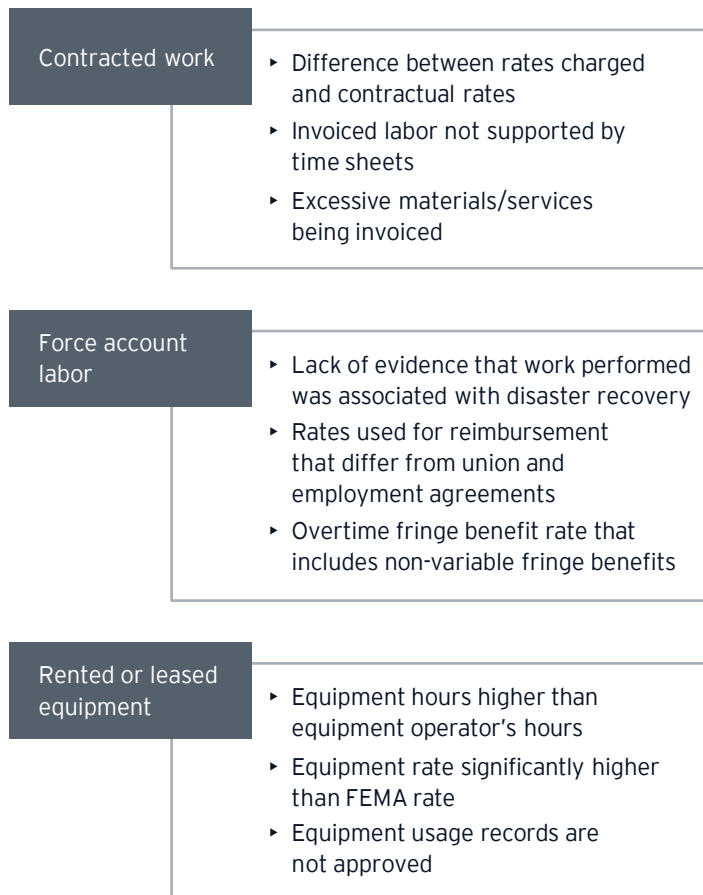 Contracted work
‣ Difference between rates charged
and contractual rates
‣ Invoiced labor not supported by
time sheets
‣ Excessive materials/services
being invoiced
Force account
labor
‣ Lack of evidence that work performed
was associated with disaster recovery
‣ Rates used for reimbursement
that differ from union and
employment agreements
‣ Overtime fringe benefit rate that
includes non-variable fringe benefits
Rented or leased
equipment
‣ Equipment hours higher than
equipment operator’s hours
‣ Equipment rate significantly higher
than FEMA rate
‣ Equipment usage records are
not approved